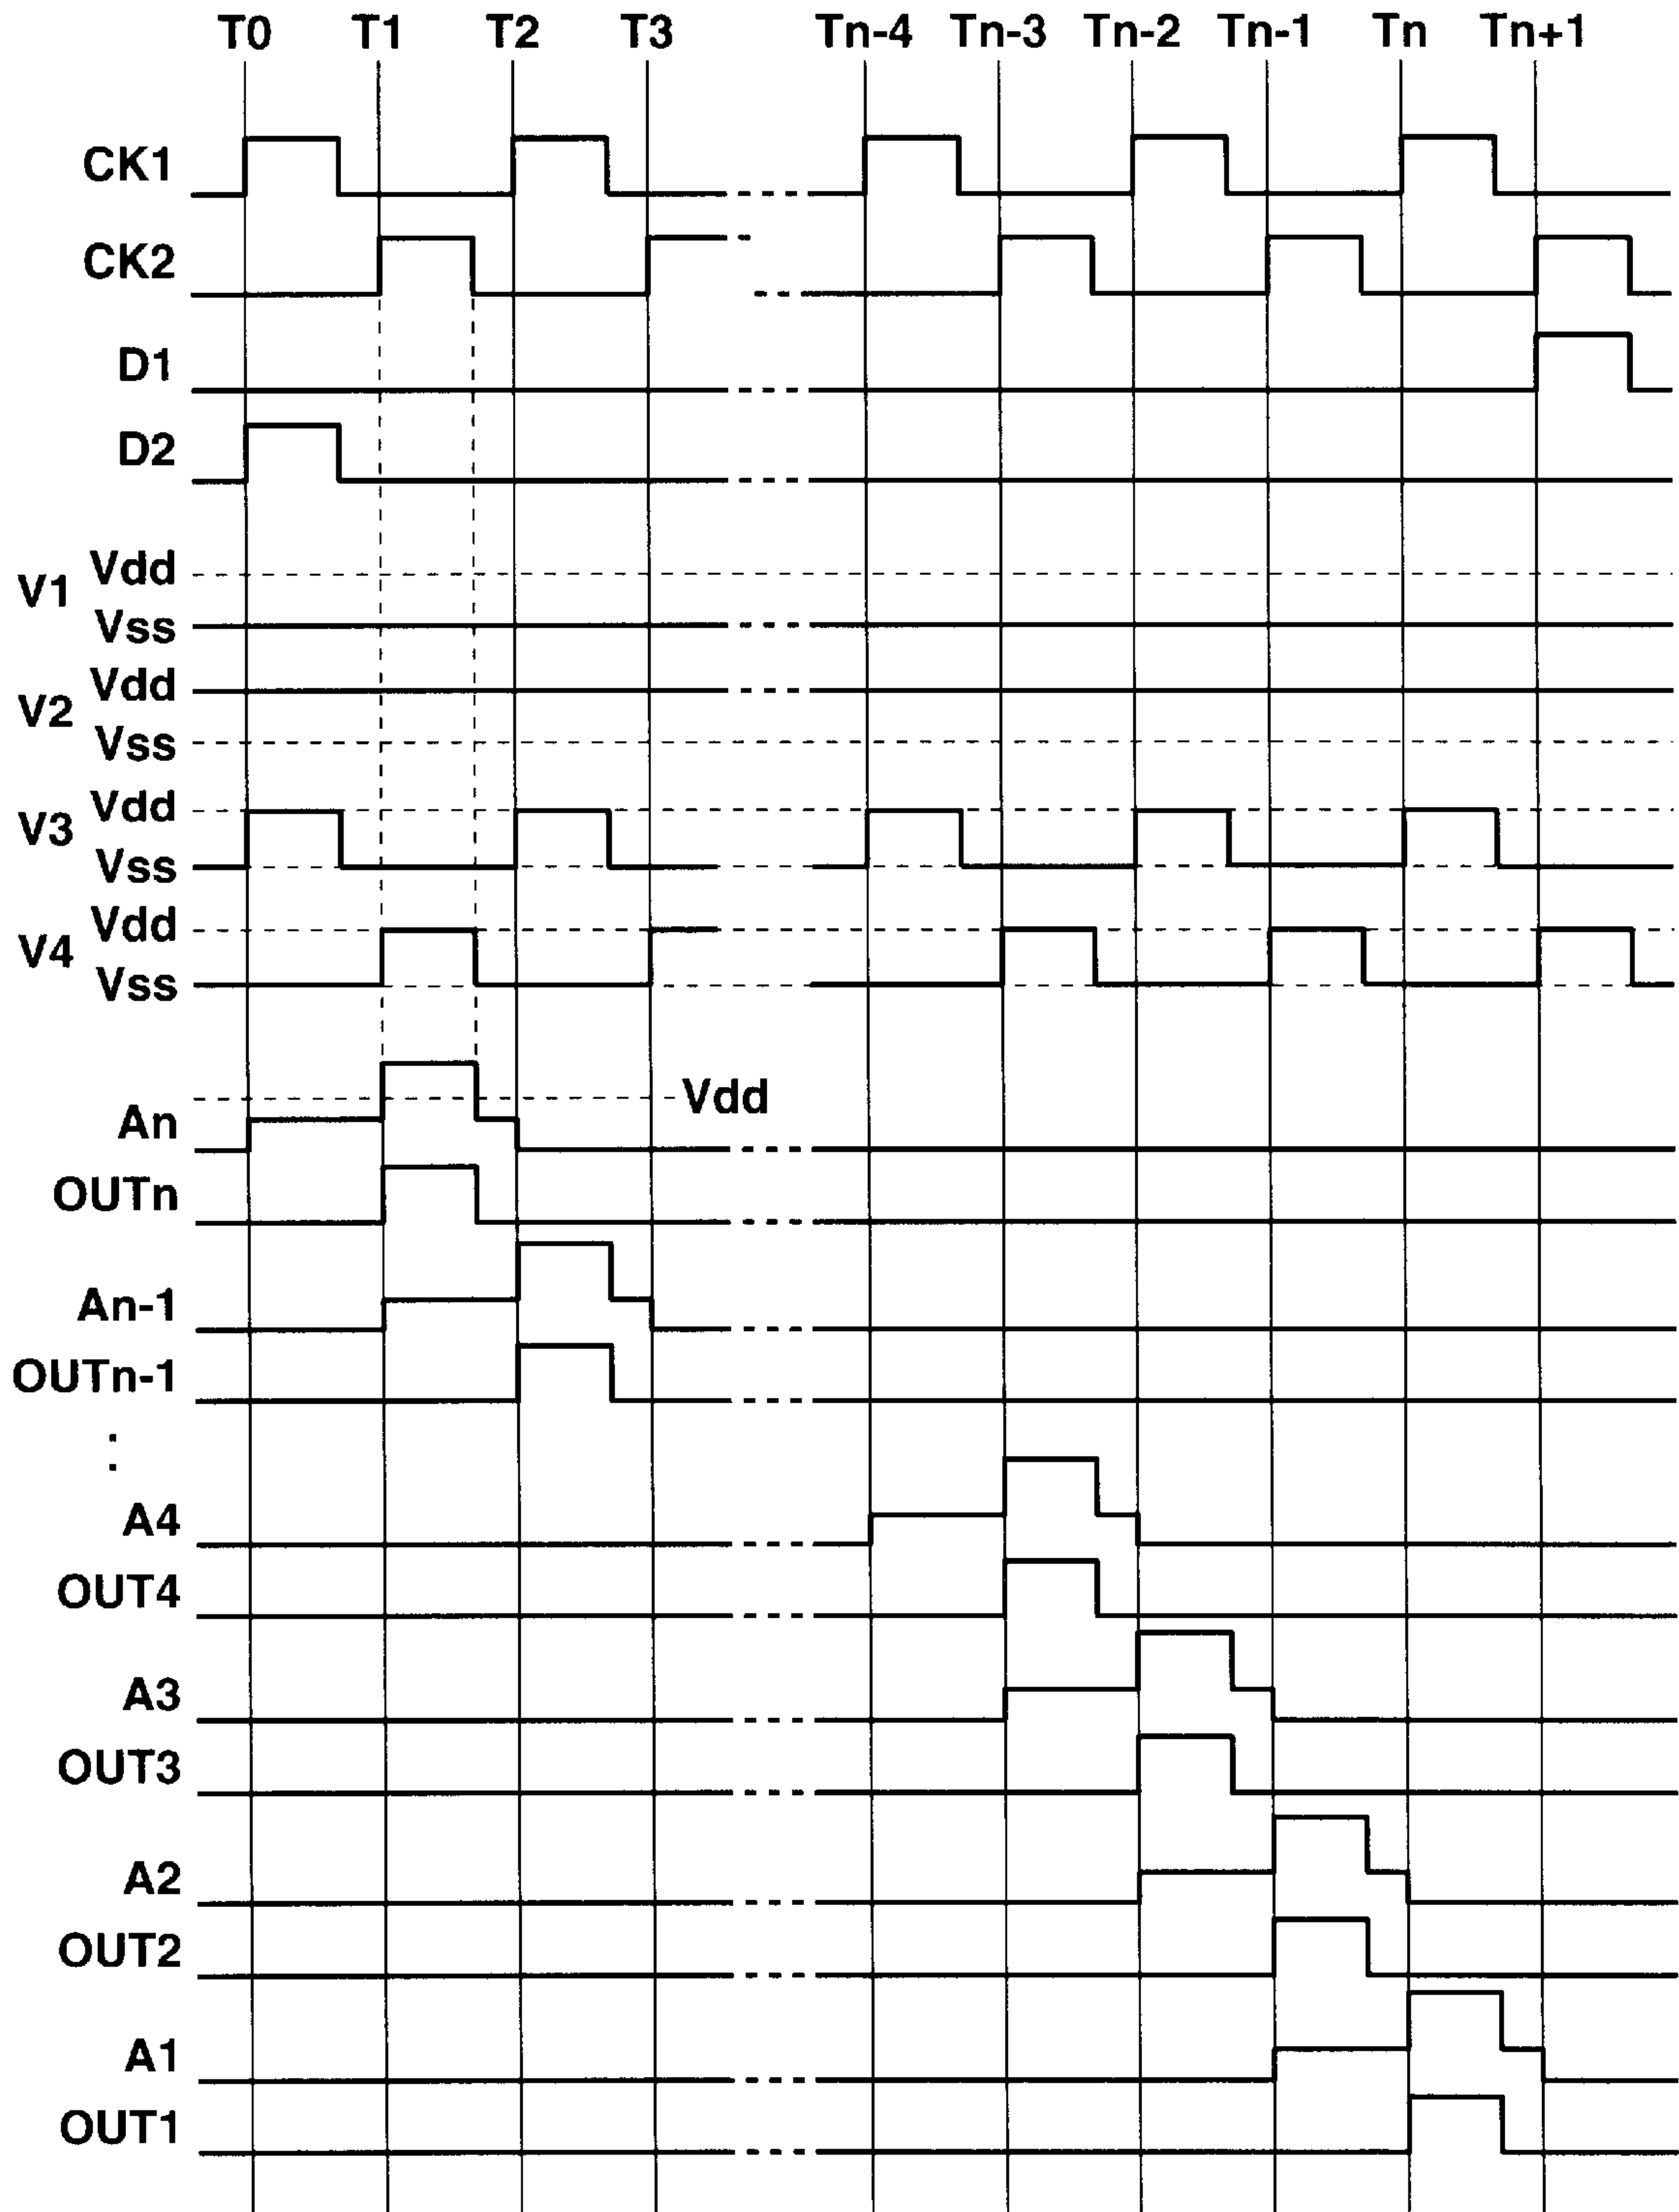 T0 T1 T2 T3 Tn-4 Tn-3 Tn-2 Tn-1 Tn Tn+1
CK1
CK2
D1
D2
V1 Vdd
Vss
V2 Vdd
Vss
V3 Vdd
Vss
V4 Vdd
Vss
Vdd
An
OUTn
An-1
OUTn-1
:
A4
OUT4
A3
OUT3
A2
OUT2
A1
OUT1